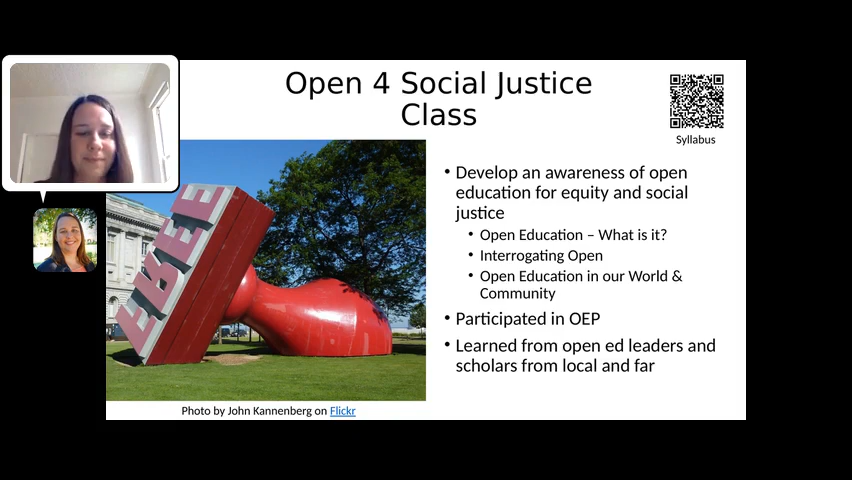 Open 4 Social Justice
Class
Syllabus
FREE
• Develop an awareness of open
education for equity and social
justice
• Open Education – What is it?
• Interrogating Open
• Open Education in our World &
Community
• Participated in OEP
• Learned from open ed leaders and
scholars from local and far
Photo by John Kannenberg on Flickr